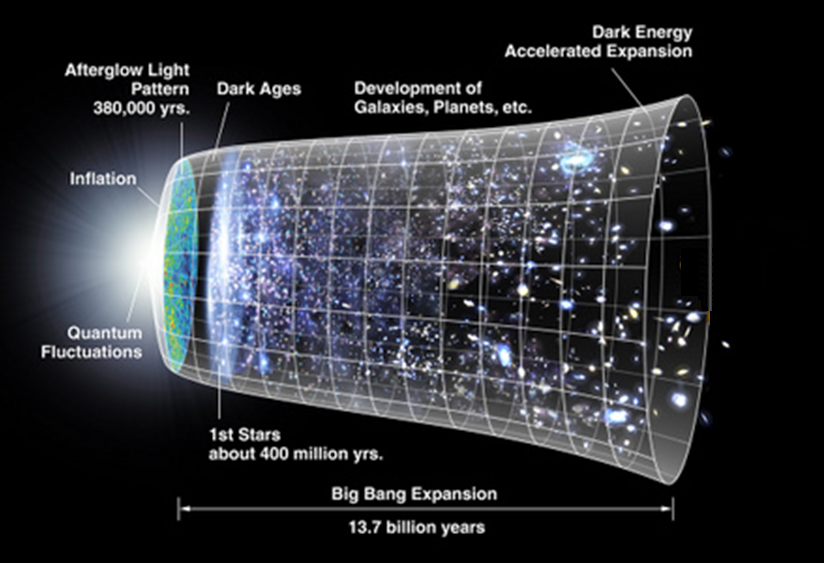 Dark Energy
Accelerated Expansion
Afterglow Light
Pattern
380,000 yrs.
Dark Ages
Development of
Galaxies, Planets, etc.
Inflation
Quantum
Fluctuations
1st Stars
about 400 million yrs.
Big Bang Expansion
13.7 billion years